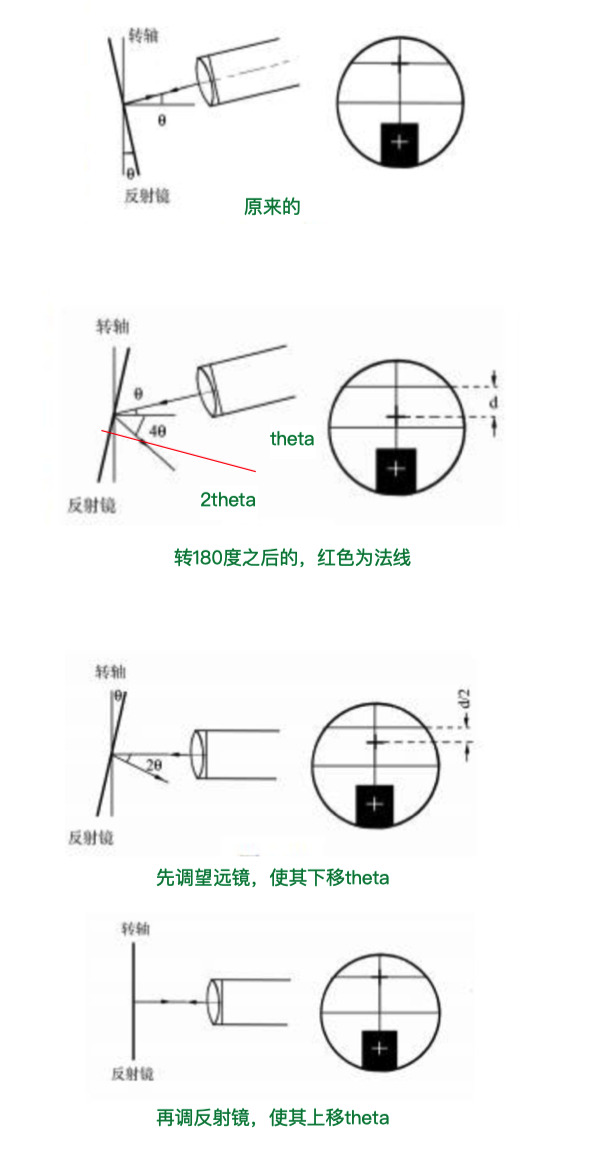 转轴
θ
θ
反射镜
原来的
转轴
θ
4θ
d
theta
2theta
反射镜
转180度之后的，红色为法线
转轴
θ
d/2
2θ
反射镜
先调望远镜，使其下移theta
转轴
反射镜
再调反射镜，使其上移theta